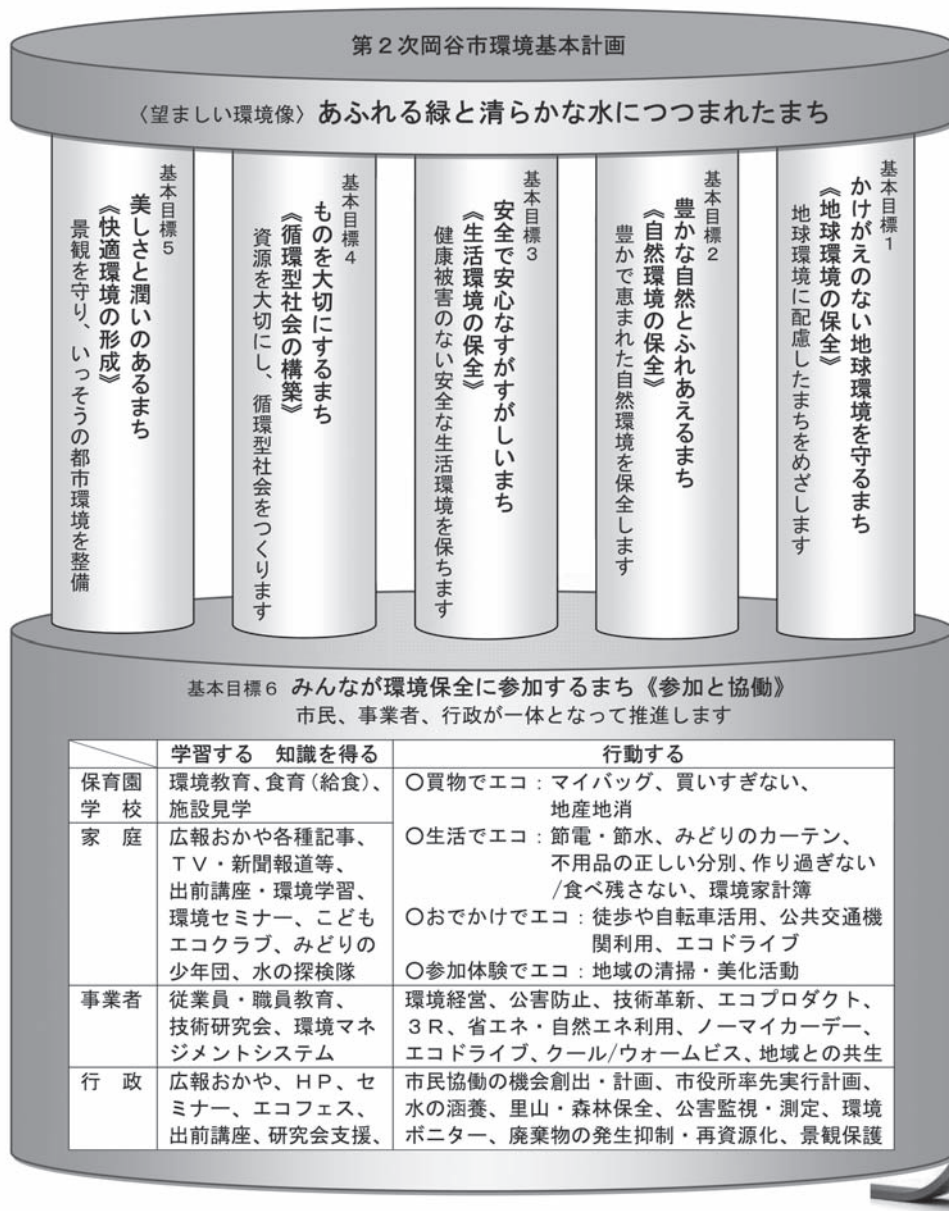 第２次岡谷市環境基本計画
〈望ましい環境像〉あふれる緑と清らかな水につつまれたまち
基本目標１
かけがえのない地球環境を守るまち
《地球環境の保全》
地球環境に配慮したまちをめざします
基本目標２
豊かな自然とふれあえるまち
《自然環境の保全》
豊かで恵まれた自然環境を保全します
基本目標３
安全で安心なすがすがしいまち
《生活環境の保全》
健康被害のない安全な生活環境を保ちます
基本目標４
ものを大切にするまち
《循環型社会の構築》
資源を大切にし、循環型社会をつくります
基本目標５
美しさと潤いのあるまち
《快適環境の形成》
景観を守り、いっそうの都市環境を整備
基本目標６ みんなが環境保全に参加するまち《参加と協働》
市民、事業者、行政が一体となって推進します
学習する　知識を得る
行動する
保育園
学　校
環境教育、食育（給食）、
施設見学
家　庭
広報おかや各種記事、
ＴＶ・新聞報道等、
出前講座・環境学習、
環境セミナー、こども
エコクラブ、みどりの
少年団、水の探検隊
〇買物でエコ：マイバッグ、買いすぎない、
地産地消
〇生活でエコ：節電・節水、みどりのカーテン、
不用品の正しい分別、作り過ぎない
/食べ残さない、環境家計簿
〇おでかけでエコ：徒歩や自転車活用、公共交通機
関利用、エコドライブ
〇参加体験でエコ：地域の清掃・美化活動
事業者
従業員・職員教育、
技術研究会、環境マネ
ジメントシステム
環境経営、公害防止、技術革新、エコプロダクト、
３Ｒ、省エネ・自然エネ利用、ノーマイカーデー、
エコドライブ、クール/ウォームビス、地域との共生
行　政
広報おかや、ＨＰ、セ
ミナー、エコフェス、
出前講座、研究会支援、
市民協働の機会創出・計画、市役所率先実行計画、
水の涵養、里山・森林保全、公害監視・測定、環境
ボニター、廃棄物の発生抑制・再資源化、景観保護